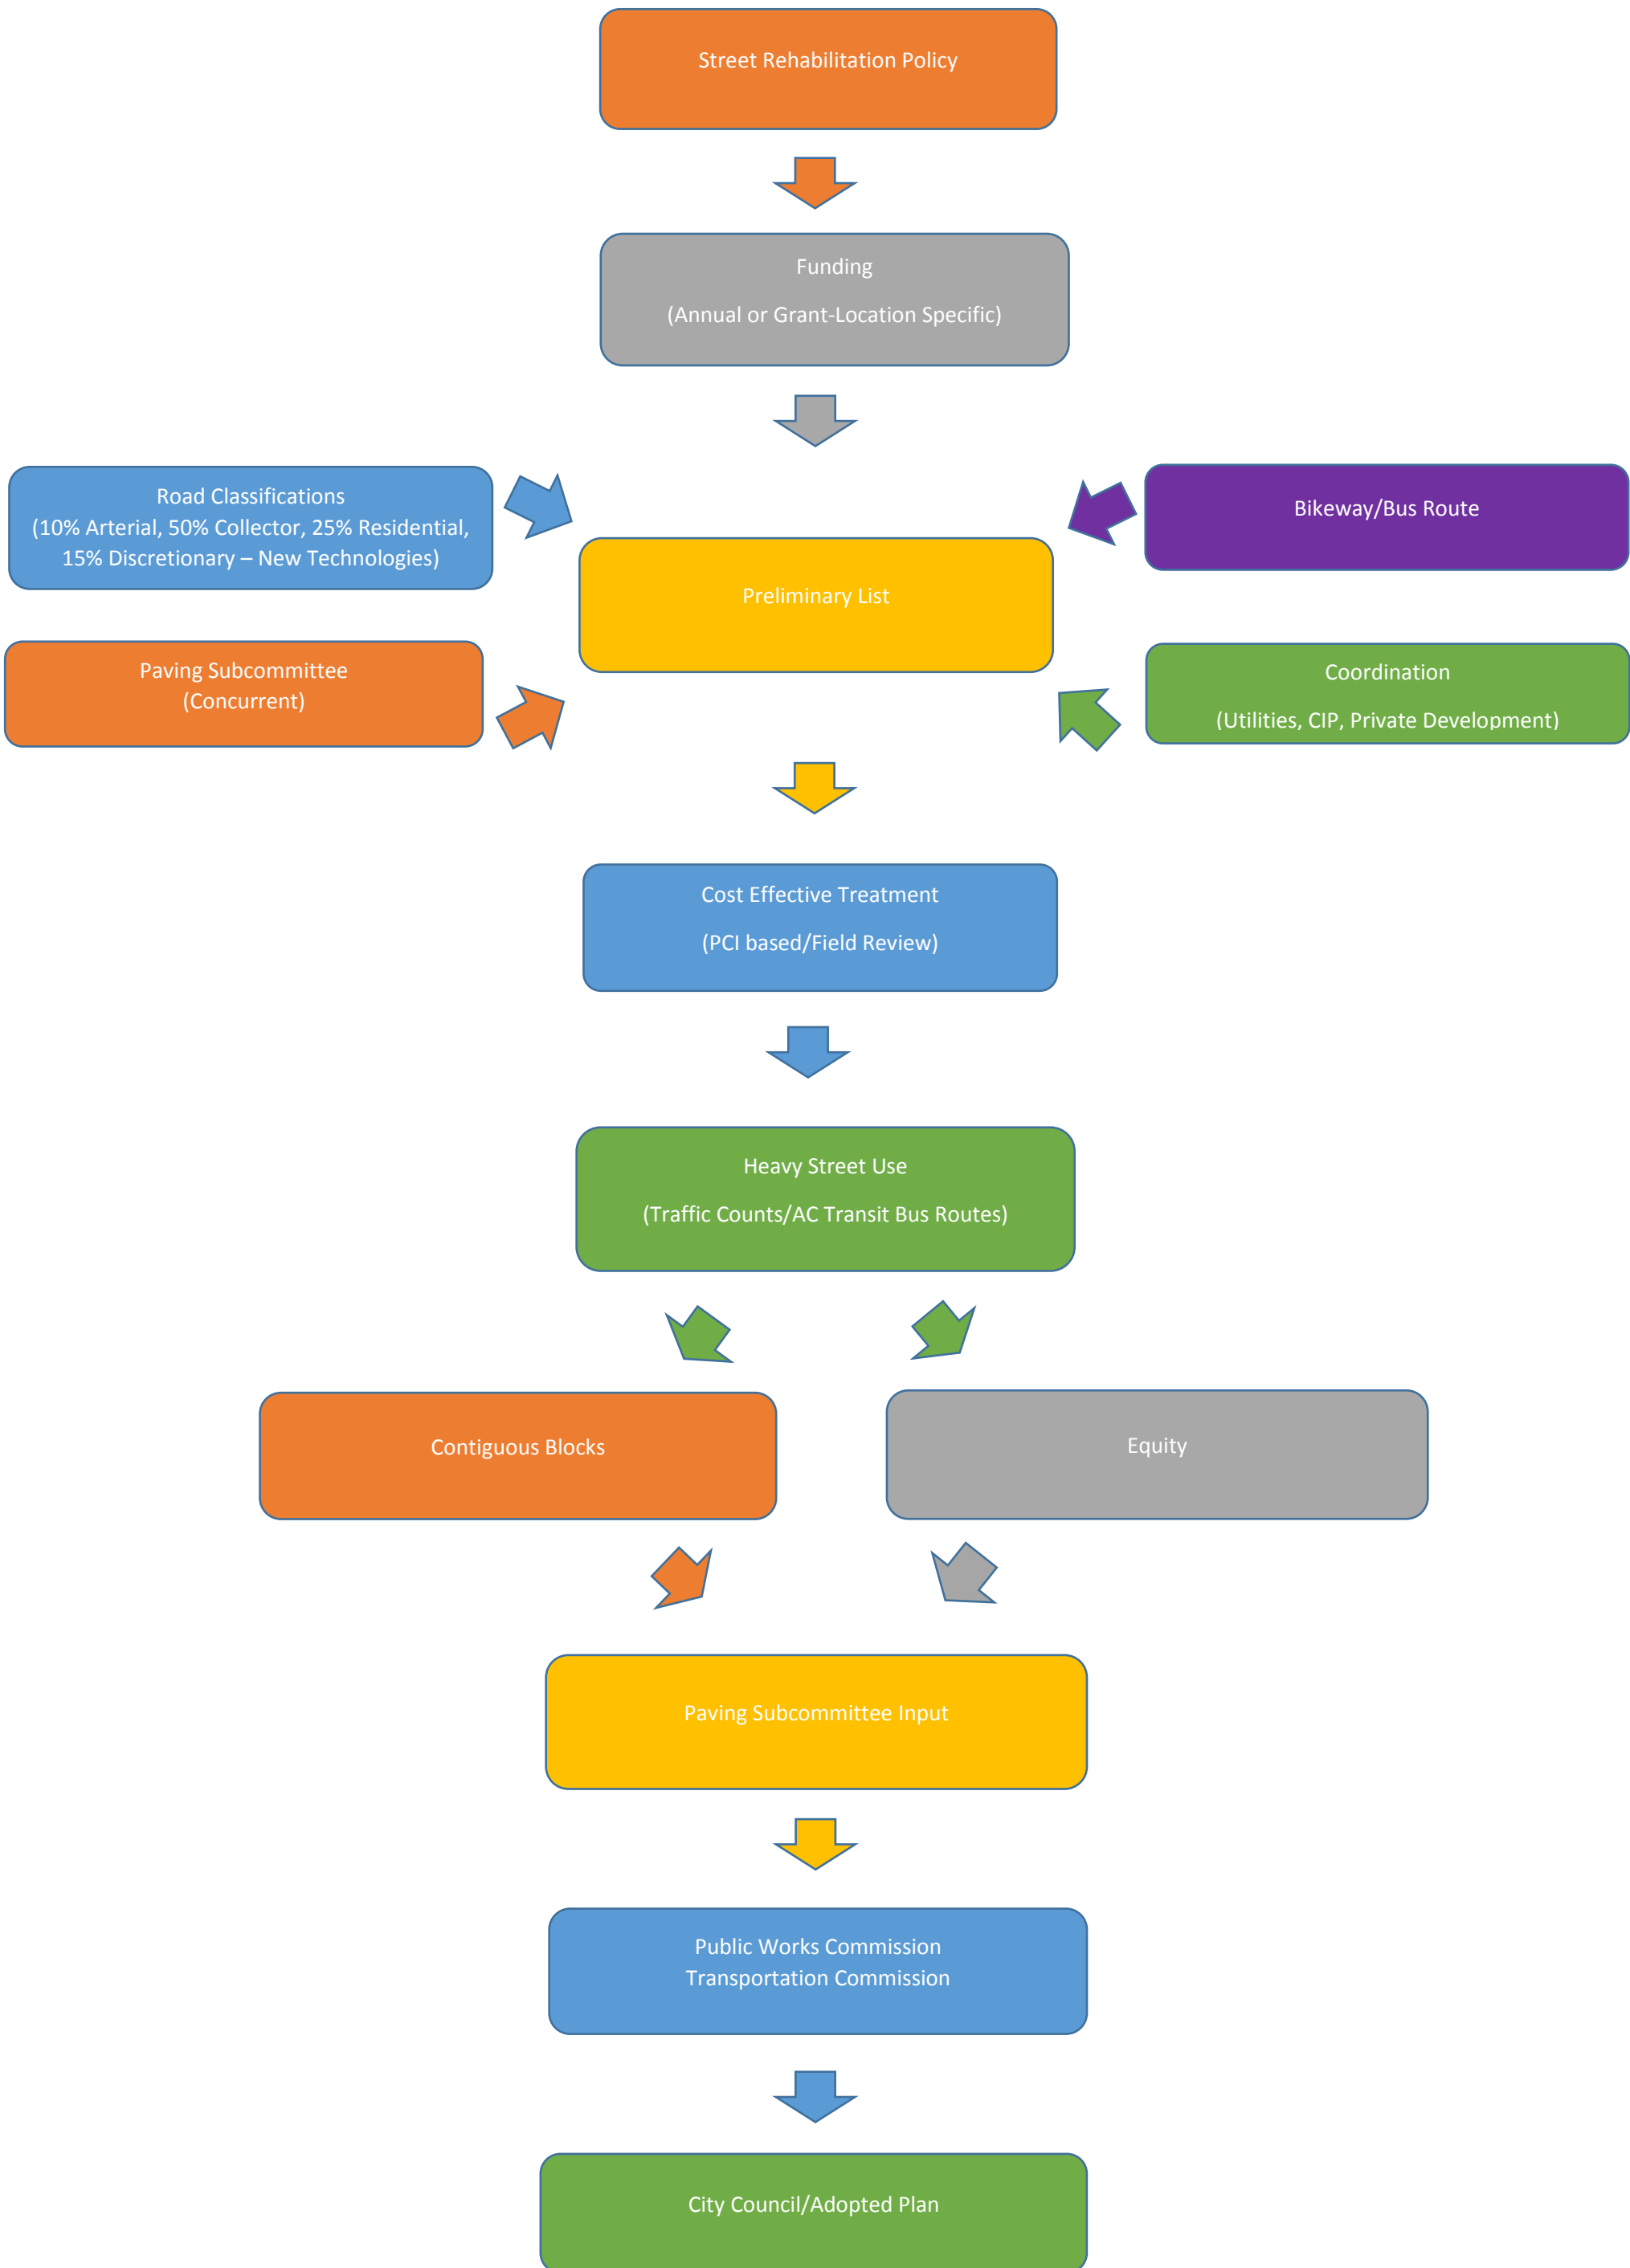 Street Rehabilitation Policy
Funding
(Annual or Grant-Location Specific)
Road Classifications
(10% Arterial, 50% Collector, 25% Residential,
15% Discretionary – New Technologies)
Bikeway/Bus Route
Preliminary List
Paving Subcommittee
(Concurrent)
Coordination
(Utilities, CIP, Private Development)
Cost Effective Treatment
(PCI based/Field Review)
Heavy Street Use
(Traffic Counts/AC Transit Bus Routes)
Contiguous Blocks
Equity
Paving Subcommittee Input
Public Works Commission
Transportation Commission
City Council/Adopted Plan